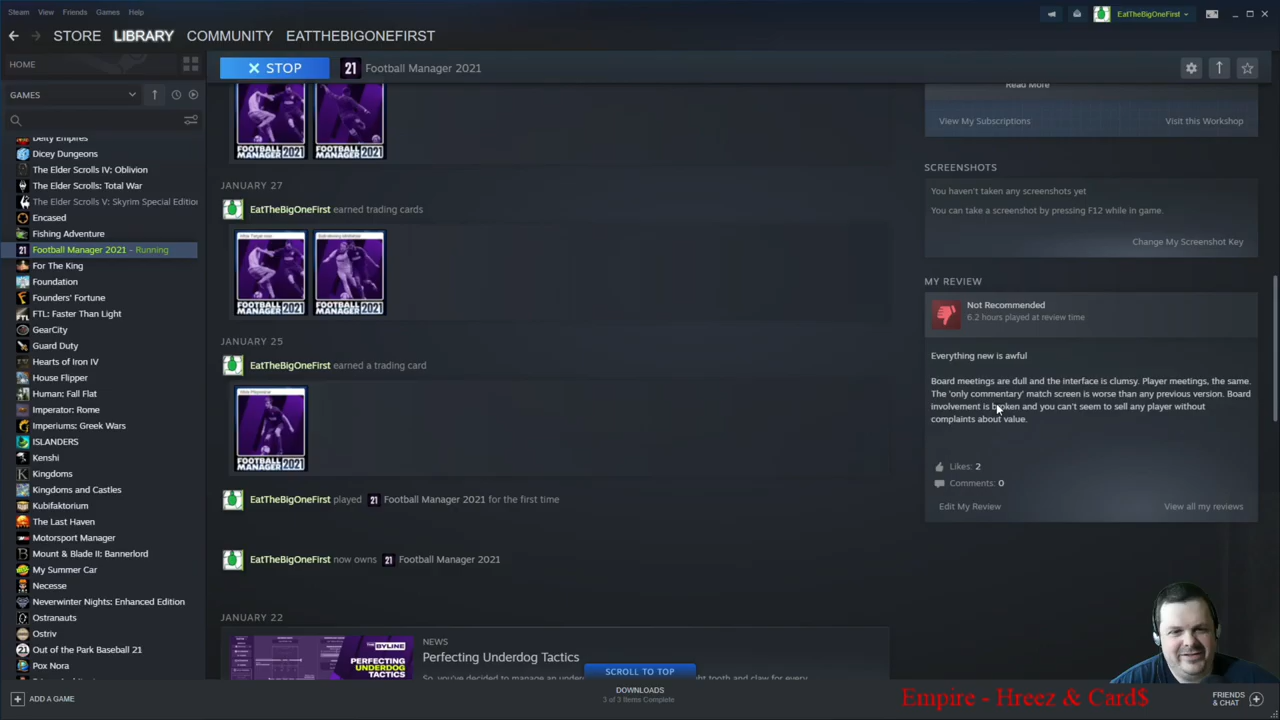 Steam View Friends Games Help
EatTheBigOneFirst
STORE LIBRARY COMMUNITY EATTHEBIGONEFIRST
HOME
GAMES
Deity Empires
Dicey Dungeons
The Elder Scrolls IV: Oblivion
The Elder Scrolls: Total War
The Elder Scrolls V: Skyrim Special Edition
Encased
Fishing Adventure
21 Football Manager 2021 - Running
For The King
Foundation
Founders' Fortune
FTL: Faster Than Light
GearCity
Guard Duty
Hearts of Iron IV
House Flipper
Human: Fall Flat
Imperator: Rome
Imperiums: Greek Wars
ISLANDERS
Kenshi
Kingdoms
Kingdoms and Castles
Kubifaktorium
The Last Haven
Motorsport Manager
Mount & Blade II: Bannerlord
My Summer Car
Necesse
Neverwinter Nights: Enhanced Edition
Ostranauts
Ostriv
Out of the Park Baseball 21
Pox Nora
ADD A GAME
X STOP 21 Football Manager 2021
FOOTBALL MANAGER 2021 FOOTBALL MANAGER 2021
JANUARY 27
EatTheBigOneFirst earned trading cards
FOOTBALL MANAGER 2021 FOOTBALL MANAGER 2021
JANUARY 25
EatTheBigOneFirst earned a trading card
FOOTBALL MANAGER 2021
EatTheBigOneFirst played 21 Football Manager 2021 for the first time
EatTheBigOneFirst now owns 21 Football Manager 2021
JANUARY 22
BYLINE
PERFECTING UNDERDOG TACTICS
NEWS
Perfecting Underdog Tactics
SCROLL TO TOP
DOWNLOADS
3 of 3 Items Complete
Read More
View My Subscriptions Visit this Workshop
SCREENSHOTS
You haven't taken any screenshots yet
You can take a screenshot by pressing F12 while in game.
Change My Screenshot Key
MY REVIEW
Not Recommended
6.2 hours played at review time
Everything new is awful
Board meetings are dull and the interface is clumsy. Player meetings, the same.
The 'only commentary' match screen is worse than any previous version. Board
involvement is broken and you can't seem to sell any player without
complaints about value.
Likes: 2
Comments: 0
Edit My Review View all my reviews
Empire - Hreez & Card$
FRIENDS
& CHAT